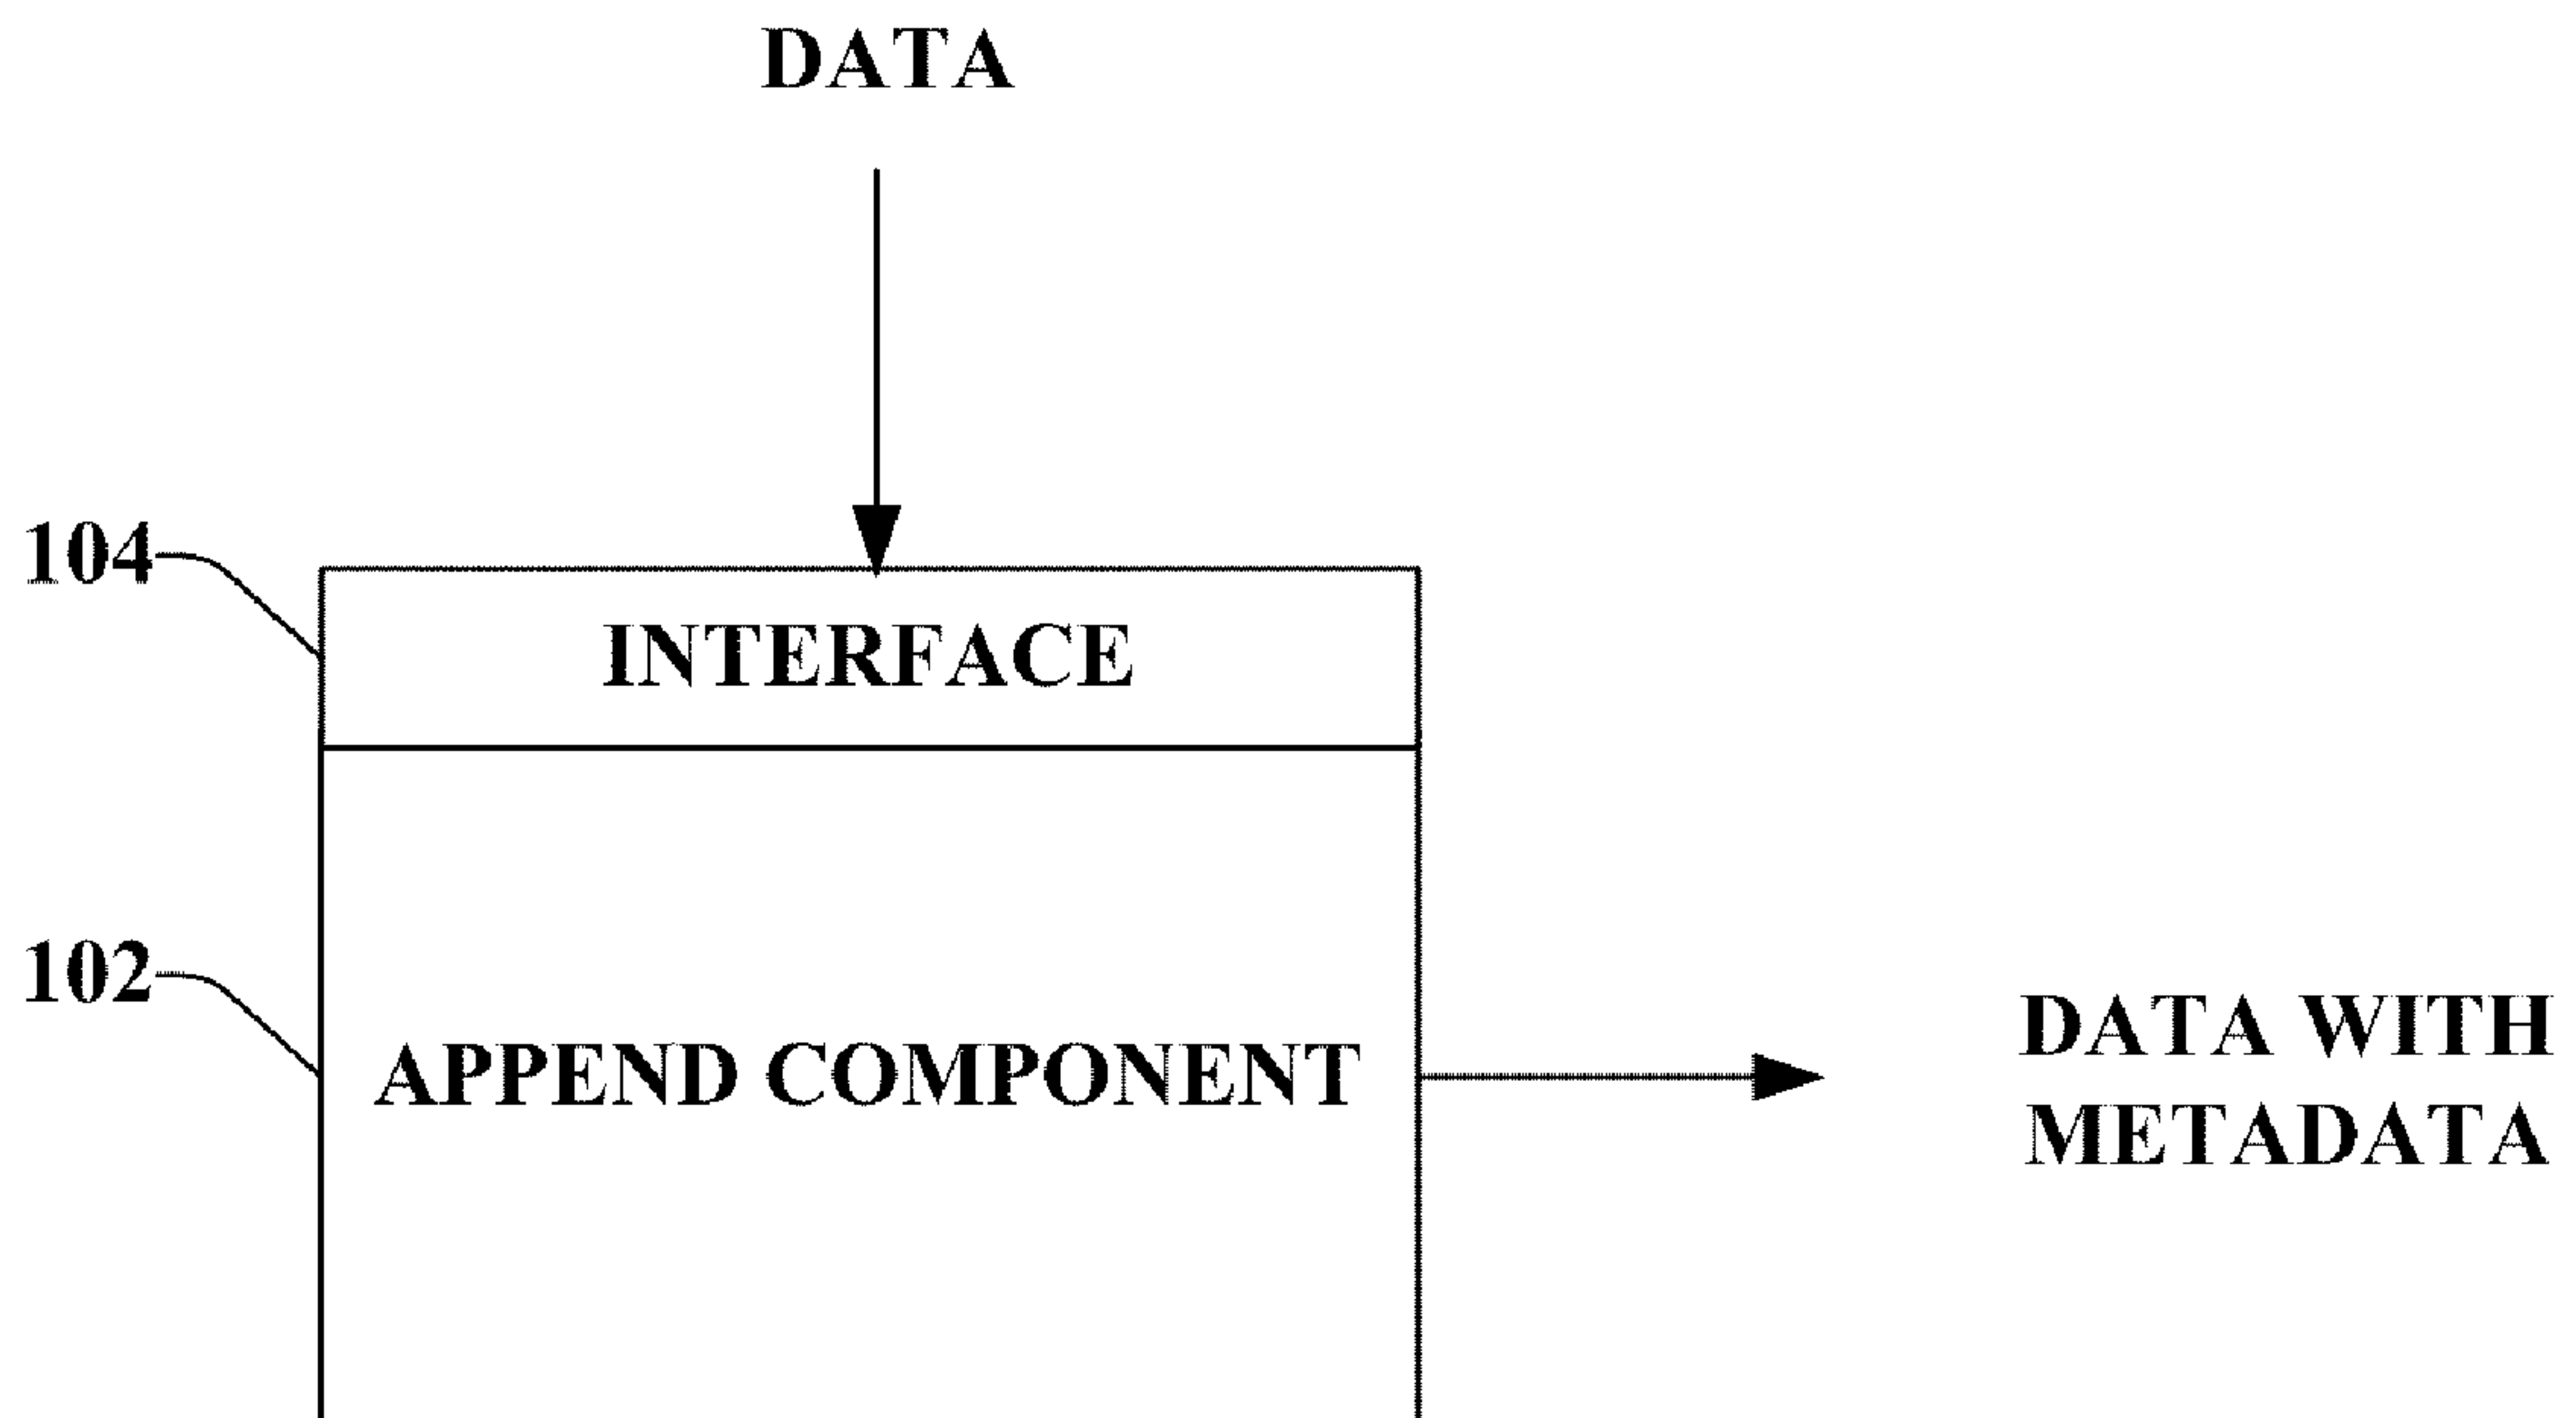 DATA
104
INTERFACE
102
APPEND COMPONENT
DATA WITH
METADATA